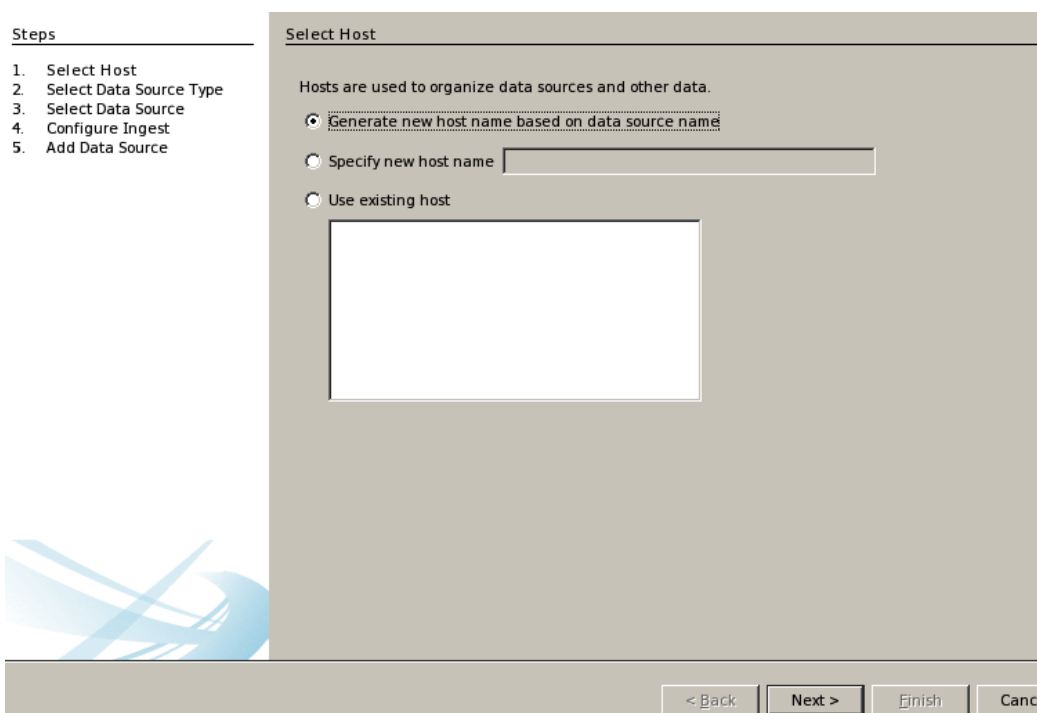 Steps
1. Select Host
2. Select Data Source Type
3. Select Data Source
4. Configure Ingest
5. Add Data Source
Select Host
Hosts are used to organize data sources and other data.
Generate new host name based on data source name
Specify new host name
Use existing host
< Back
Next >
Finish
Canc